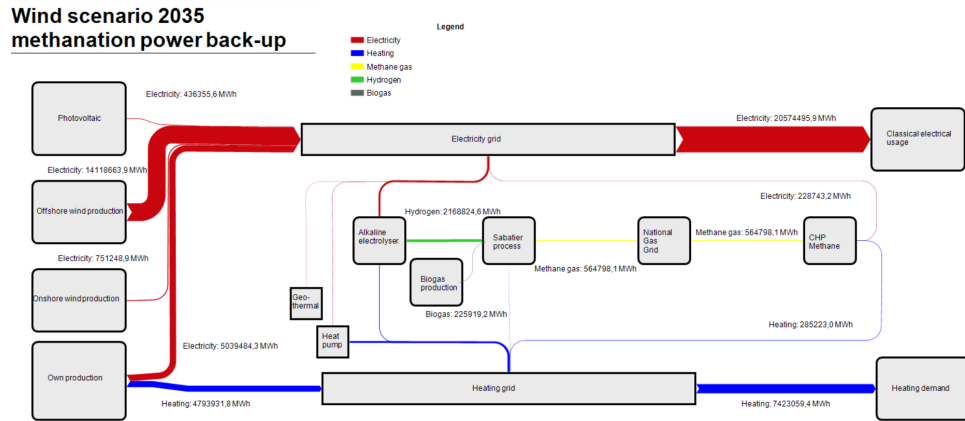 Wind scenario 2035
methanation power back-up
Legend
Electricity
Heating
Methane gas
Hydrogen
Biogas
Electricity: 436355,6 MWh
Photovoltaic
Electricity: 20574495,9 MWh
Electricity grid
Classical electrical
usage
Electricity: 14118663,9 MWh
Offshore wind production
Electricity: 228743,2 MWh
Hydrogen: 2168824,6 MWh
Alkaline
electrolyser
Sabatier
process
National
Gas
Grid
Methane gas: 564798,1 MWh
CHP
Methane
Electricity: 751248,9 MWh
Biogas
production
Methane gas: 564798,1 MWh
Onshore wind production
Geo-
thermal
Biogas: 225919,2 MWh
Heating: 285223,0 MWh
Heat
pump
Electricity: 5039484,3 MWh
Own production
Heating grid
Heating demand
Heating: 4793931,8 MWh
Heating: 7423059,4 MWh